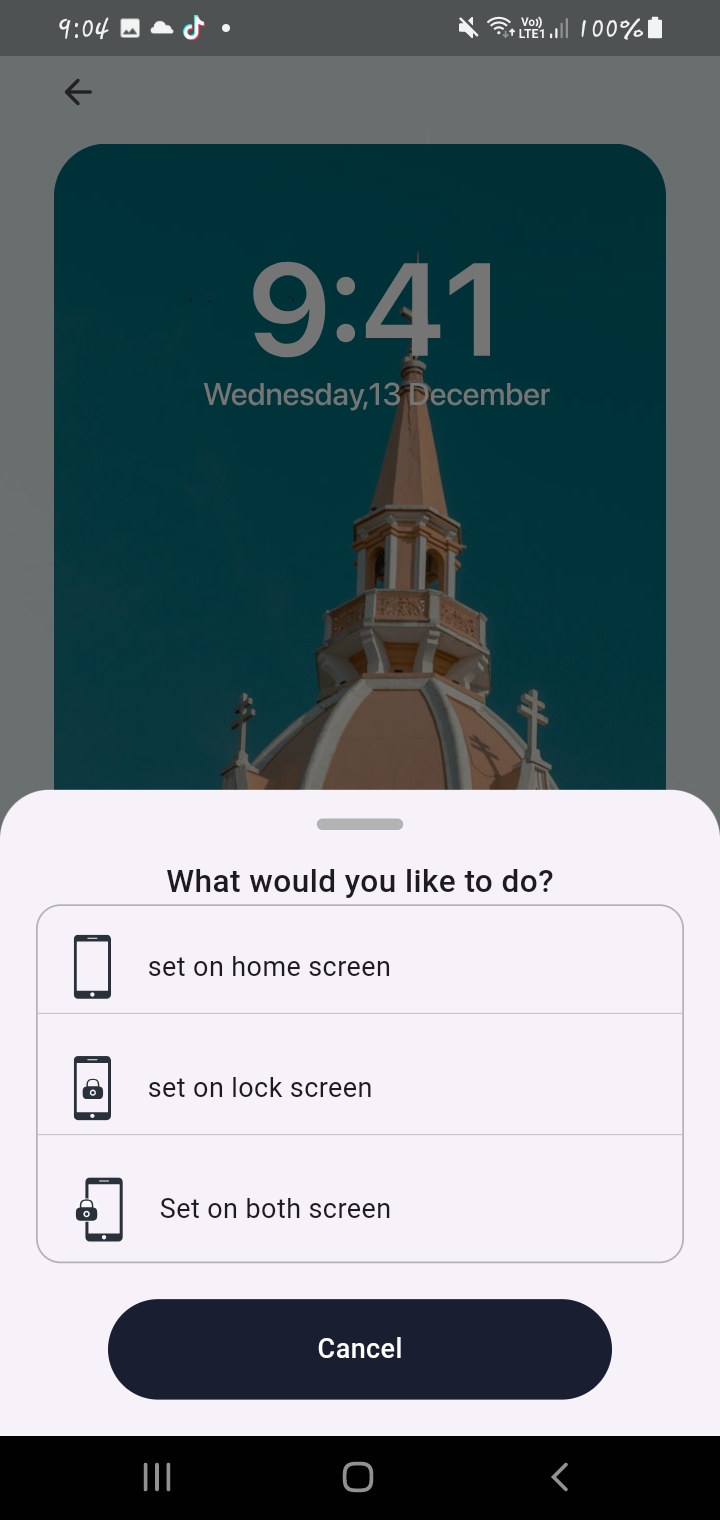 9:04
Vo)) LTE1 100%
9:41
Wednesday,13 December
What would you like to do?
set on home screen
set on lock screen
Set on both screen
Cancel